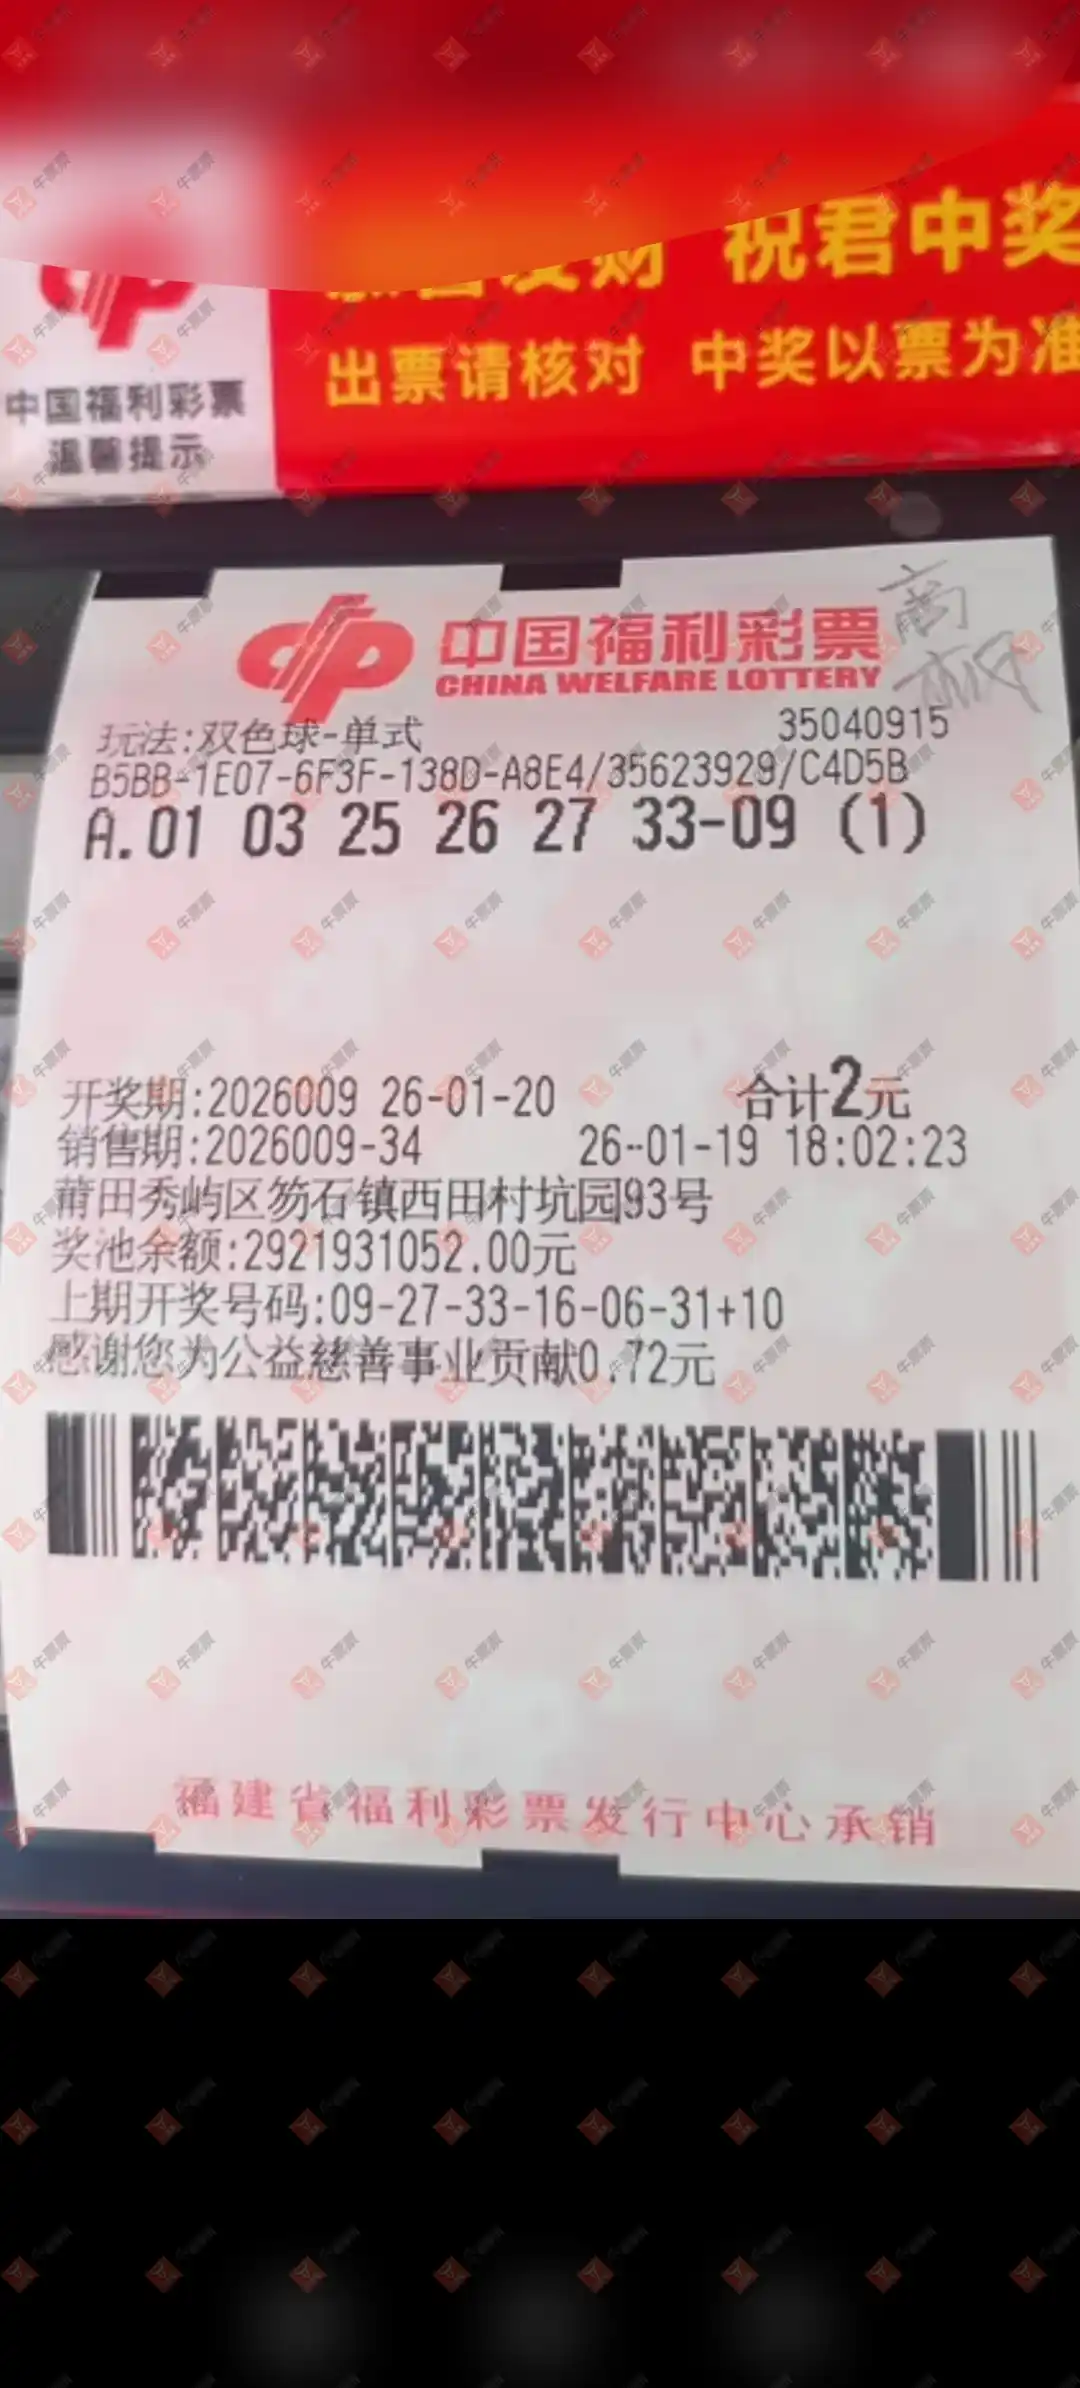 发财 祝君中奖
出票请核对 中奖以票为准
中国福利彩票
温馨提示
中国福利彩票
CHINA WELFARE LOTTERY
玩法:双色球-单式 35040915
B5BB-1E07-6F3F-138D-A8E4/35623929/C4D5B
A.01 03 25 26 27 33-09 (1)
开奖期:2026009 26-01-20 合计2元
销售期:2026009-34 26-01-19 18:02:23
莆田秀屿区笏石镇西田村坑园93号
奖池余额:2921931052.00元
上期开奖号码:09-27-33-16-06-31+10
感谢您为公益慈善事业贡献0.72元
福建省福利彩票发行中心承销
牛票票